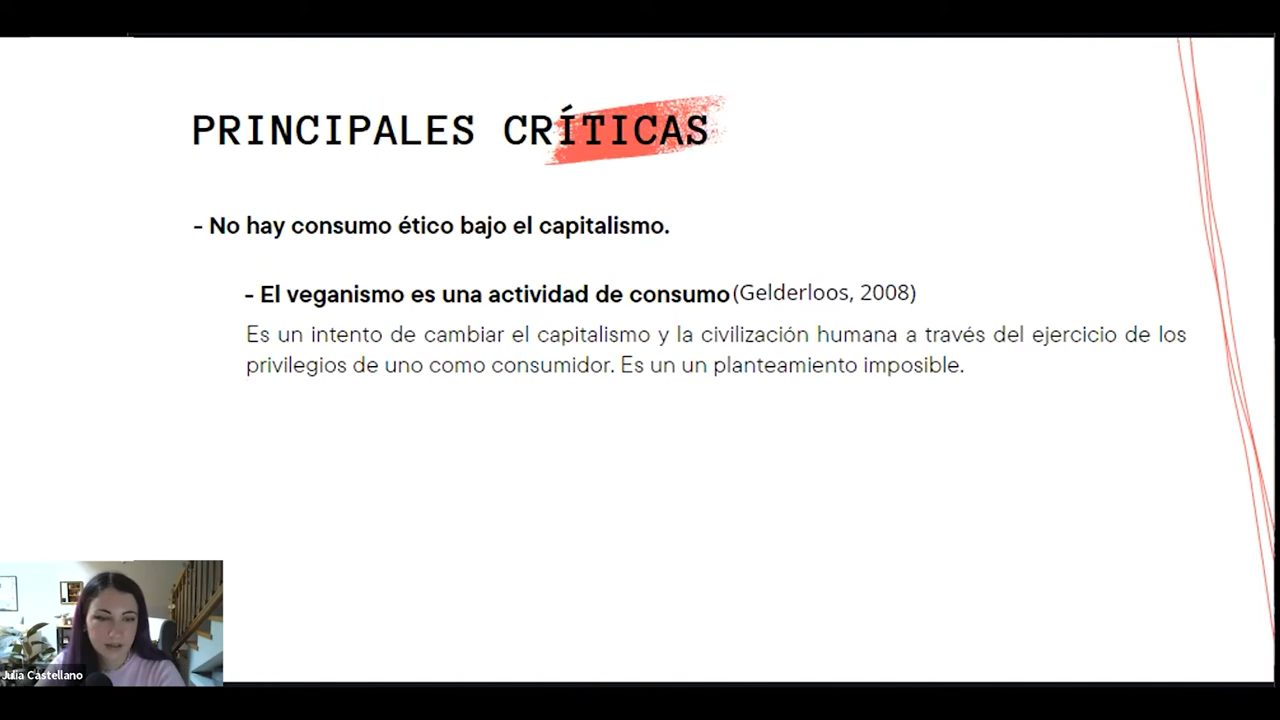 PRINCIPALES CRÍTICAS
- No hay consumo ético bajo el capitalismo.
- El veganismo es una actividad de consumo (Gelderloos, 2008)
Es un intento de cambiar el capitalismo y la civilización humana a través del ejercicio de los
privilegios de uno como consumidor. Es un un planteamiento imposible.
Julia Castellano